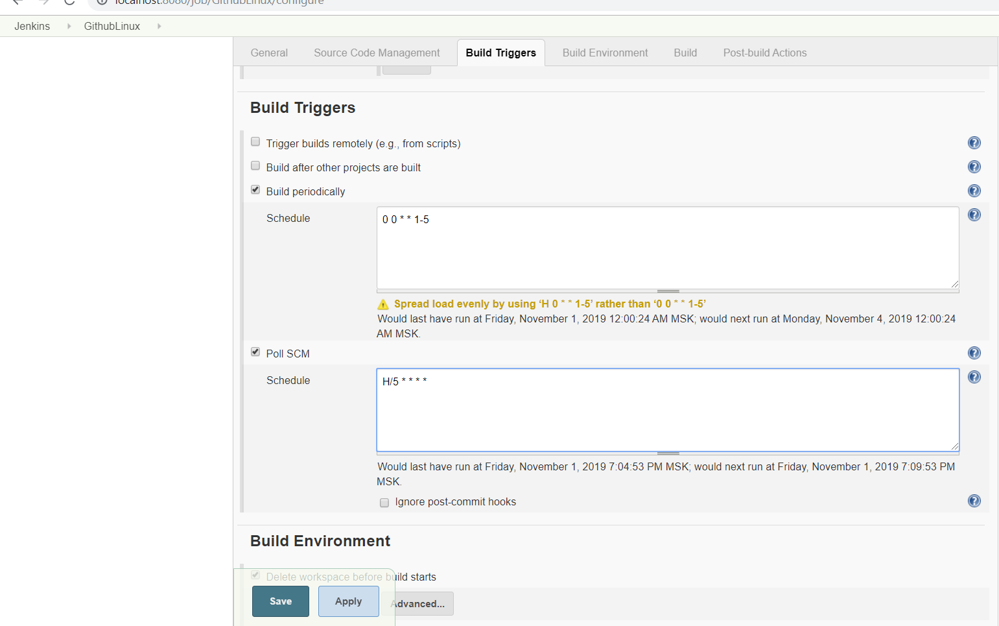 localhost:8080/job/GithubLinux/configure
Jenkins GithubLinux
General Source Code Management Build Triggers Build Environment Build Post-build Actions
Build Triggers
Trigger builds remotely (e.g., from scripts)
Build after other projects are built
Build periodically
Schedule
0 0 * * 1-5
Spread load evenly by using ‘H 0 * * 1-5’ rather than ‘0 0 * * 1-5’
Would last have run at Friday, November 1, 2019 12:00:24 AM MSK; would next run at Monday, November 4, 2019 12:00:24
AM MSK.
Poll SCM
Schedule
H/5 * * * *
Would last have run at Friday, November 1, 2019 7:04:53 PM MSK; would next run at Friday, November 1, 2019 7:09:53 PM
MSK.
Ignore post-commit hooks
Build Environment
Delete workspace before build starts
Save Apply Advanced...